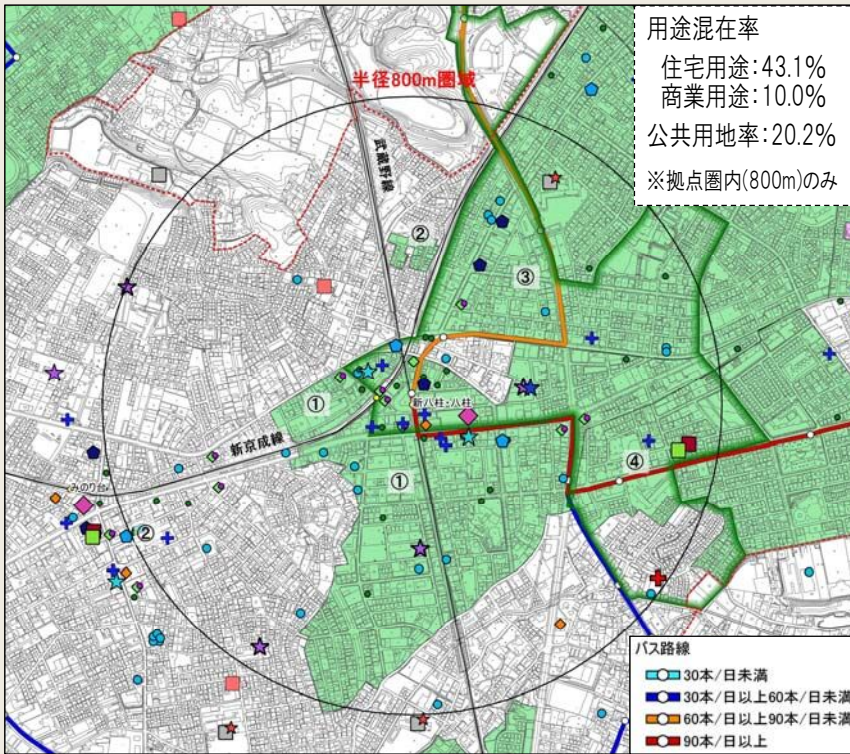 用途混在率
住宅用途:43.1%
商業用途:10.0%
公共用地率:20.2%
※拠点圏内(800m)のみ
半径800m圏域
武蔵野線
②
③
①
新八柱・八柱
新京成線
①
④
みのり台
②
バス路線
30本/日未満
30本/日以上60本/日未満
60本/日以上90本/日未満
90本/日以上